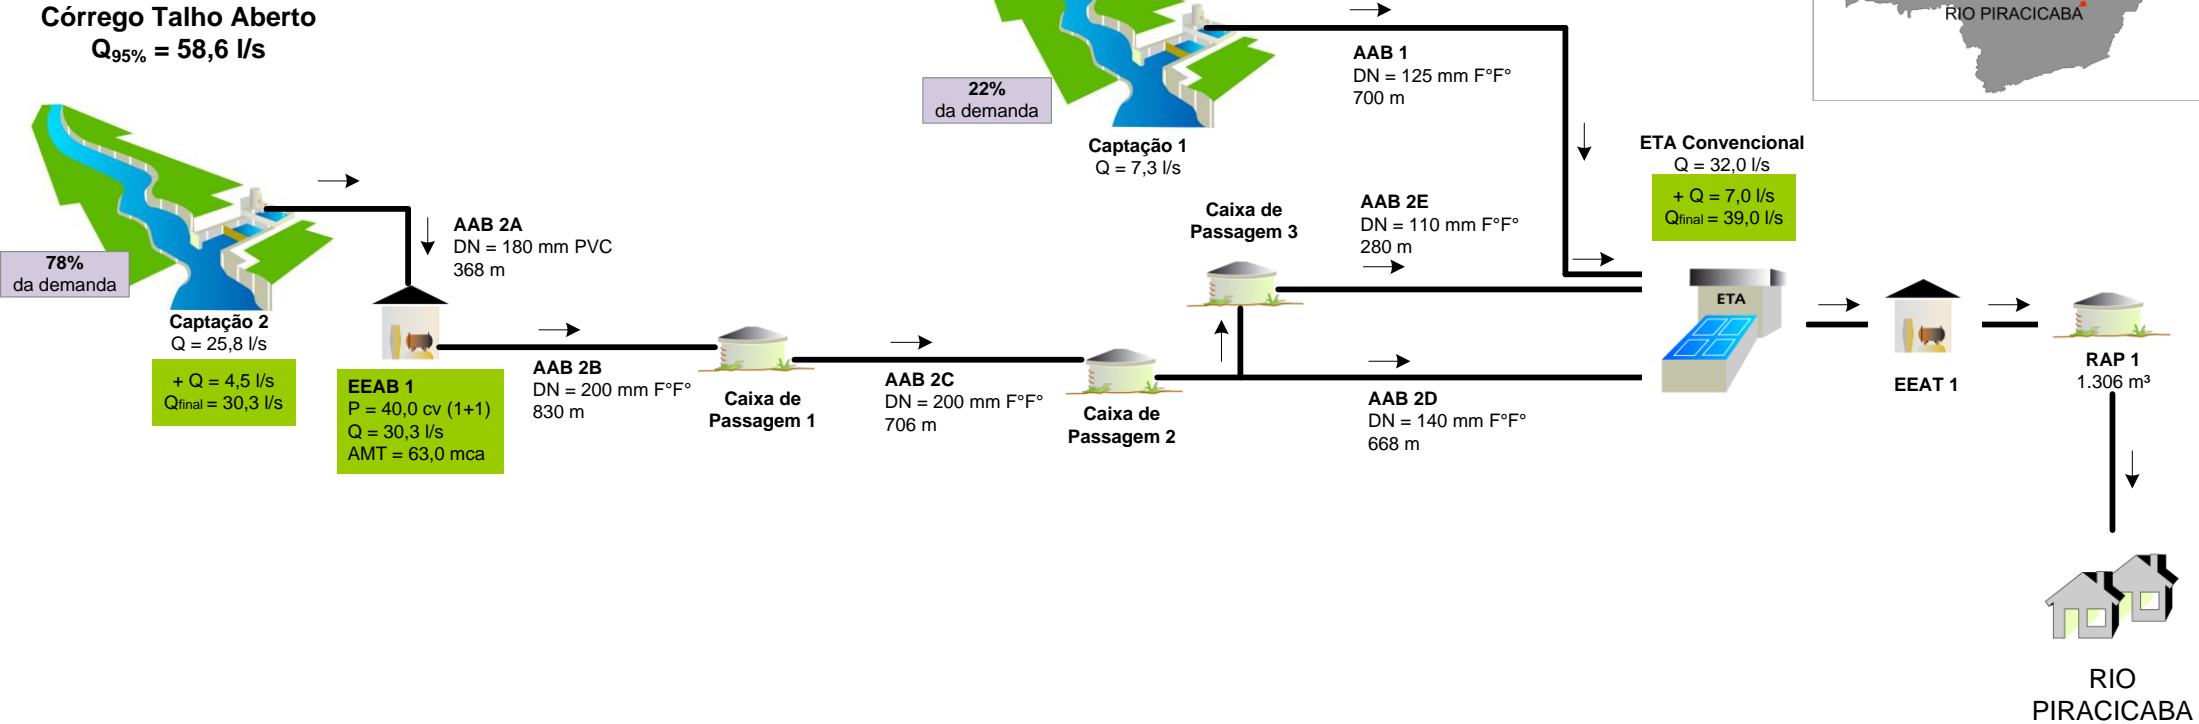 Córrego Talho Aberto
Q95% = 58,6 l/s
RIO PIRACICABA
22%
da demanda
AAB 1
DN = 125 mm F°F°
700 m
Captação 1
Q = 7,3 l/s
ETA Convencional
Q = 32,0 l/s
+ Q = 7,0 l/s
Qfinal = 39,0 l/s
78%
da demanda
AAB 2A
DN = 180 mm PVC
368 m
Caixa de
Passagem 3
AAB 2E
DN = 110 mm F°F°
280 m
Captação 2
Q = 25,8 l/s
+ Q = 4,5 l/s
Qfinal = 30,3 l/s
EEAB 1
P = 40,0 cv (1+1)
Q = 30,3 l/s
AMT = 63,0 mca
AAB 2B
DN = 200 mm F°F°
830 m
Caixa de
Passagem 1
AAB 2C
DN = 200 mm F°F°
706 m
Caixa de
Passagem 2
AAB 2D
DN = 140 mm F°F°
668 m
ETA
EEAT 1
RAP 1
1.306 m³
RIO
PIRACICABA